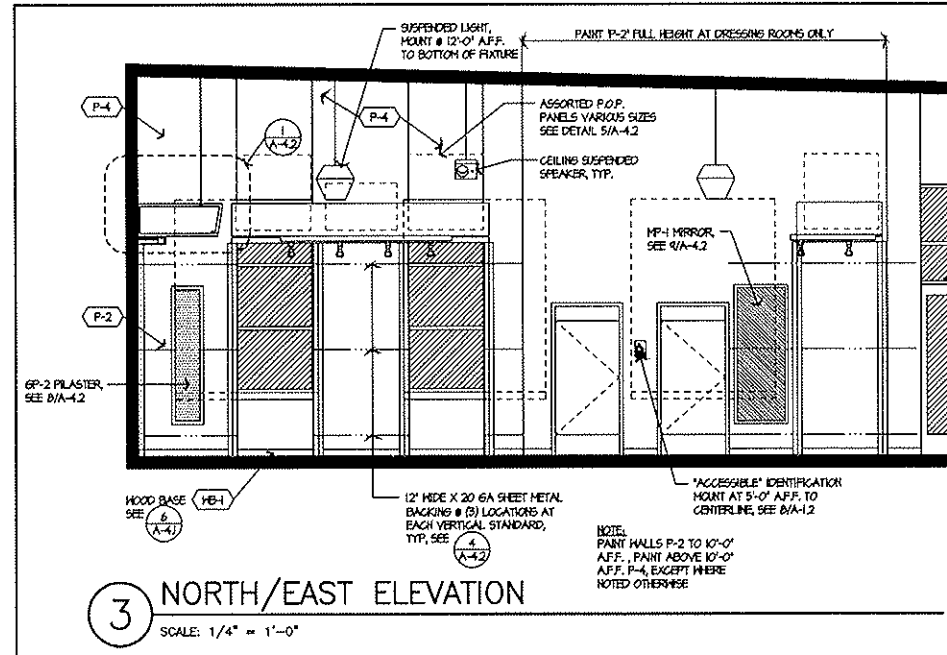 SUSPENDED LIGHT,
MOUNT @ 12'-0" A.F.F.
TO BOTTOM OF FIXTURE
PAINT 'P-2' FULL HEIGHT AT DRESSING ROOMS ONLY
P-4
1
A-4.2
P-4
ASSORTED P.O.P.
PANELS VARIOUS SIZES
SEE DETAIL 5/A-4.2
CEILING SUSPENDED
SPEAKER, TYP.
MP-1 MIRROR,
SEE 9/A-4.2
P-2
GP-2 PILASTER,
SEE 8/A-4.2
WOOD BASE
SEE
WB-1
6
A-4.1
12" WIDE X 20 GA SHEET METAL
BACKING @ (3) LOCATIONS AT
EACH VERTICAL STANDARD,
TYP., SEE
4
A-4.2
"ACCESSIBLE" IDENTIFICATION
MOUNT AT 5'-0" A.F.F. TO
CENTERLINE, SEE 8/A-1.2
NOTE:
PAINT WALLS P-2 TO 10'-0"
A.F.F., PAINT ABOVE 10'-0"
A.F.F. P-4, EXCEPT WHERE
NOTED OTHERWISE
3
NORTH/EAST ELEVATION
SCALE: 1/4" = 1'-0"